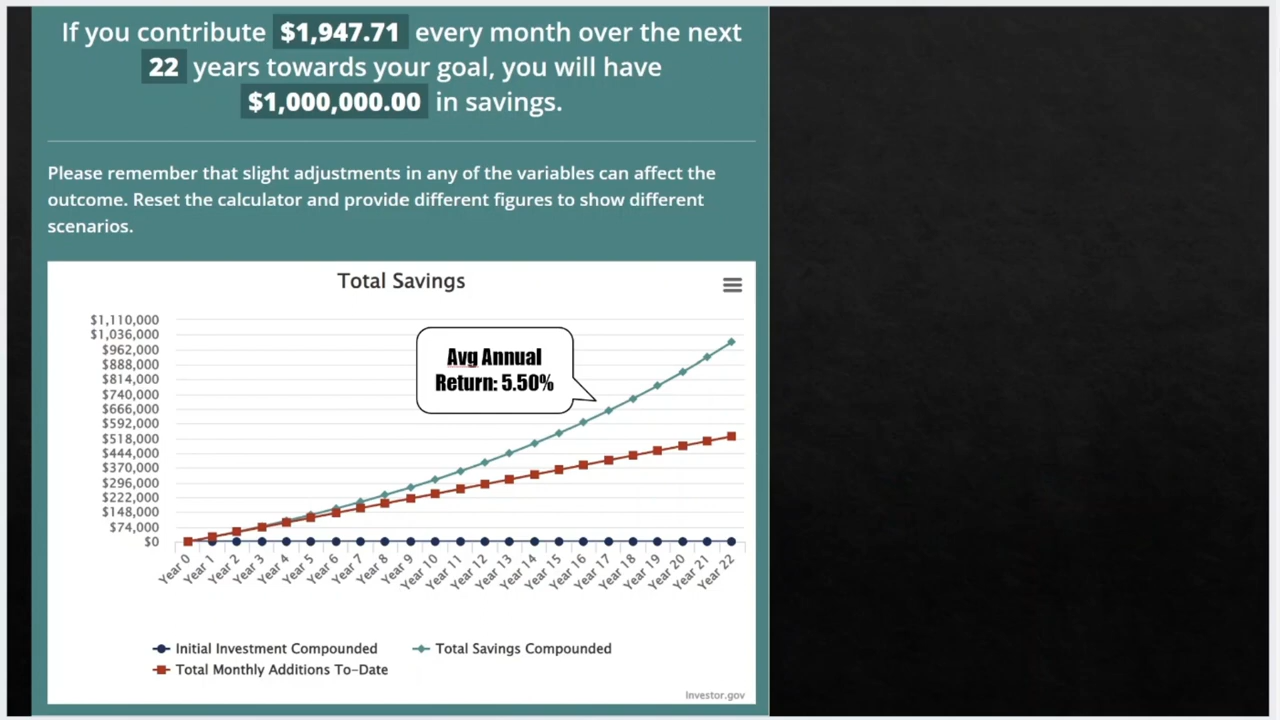 If you contribute $1,947.71 every month over the next
22 years towards your goal, you will have
$1,000,000.00 in savings.
Please remember that slight adjustments in any of the variables can affect the
outcome. Reset the calculator and provide different figures to show different
scenarios.
Total Savings
$1,110,000
$1,036,000
$962,000
$888,000
$814,000
$740,000
$666,000
$592,000
$518,000
$444,000
$370,000
$296,000
$222,000
$148,000
$74,000
$0
Avg Annual
Return: 5.50%
Year 0
Year 1
Year 2
Year 3
Year 4
Year 5
Year 6
Year 7
Year 8
Year 9
Year 10
Year 11
Year 12
Year 13
Year 14
Year 15
Year 16
Year 17
Year 18
Year 19
Year 20
Year 21
Year 22
Initial Investment Compounded
Total Savings Compounded
Total Monthly Additions To-Date
Investor.gov